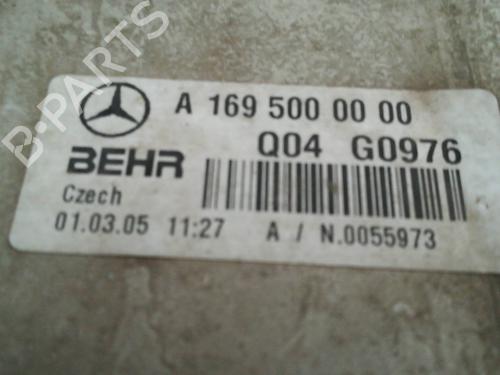 B-PARTS
A 169 500 00 00
BEHR
Q04 G0976
Czech
01.03.05 11:27 A / N.0055973